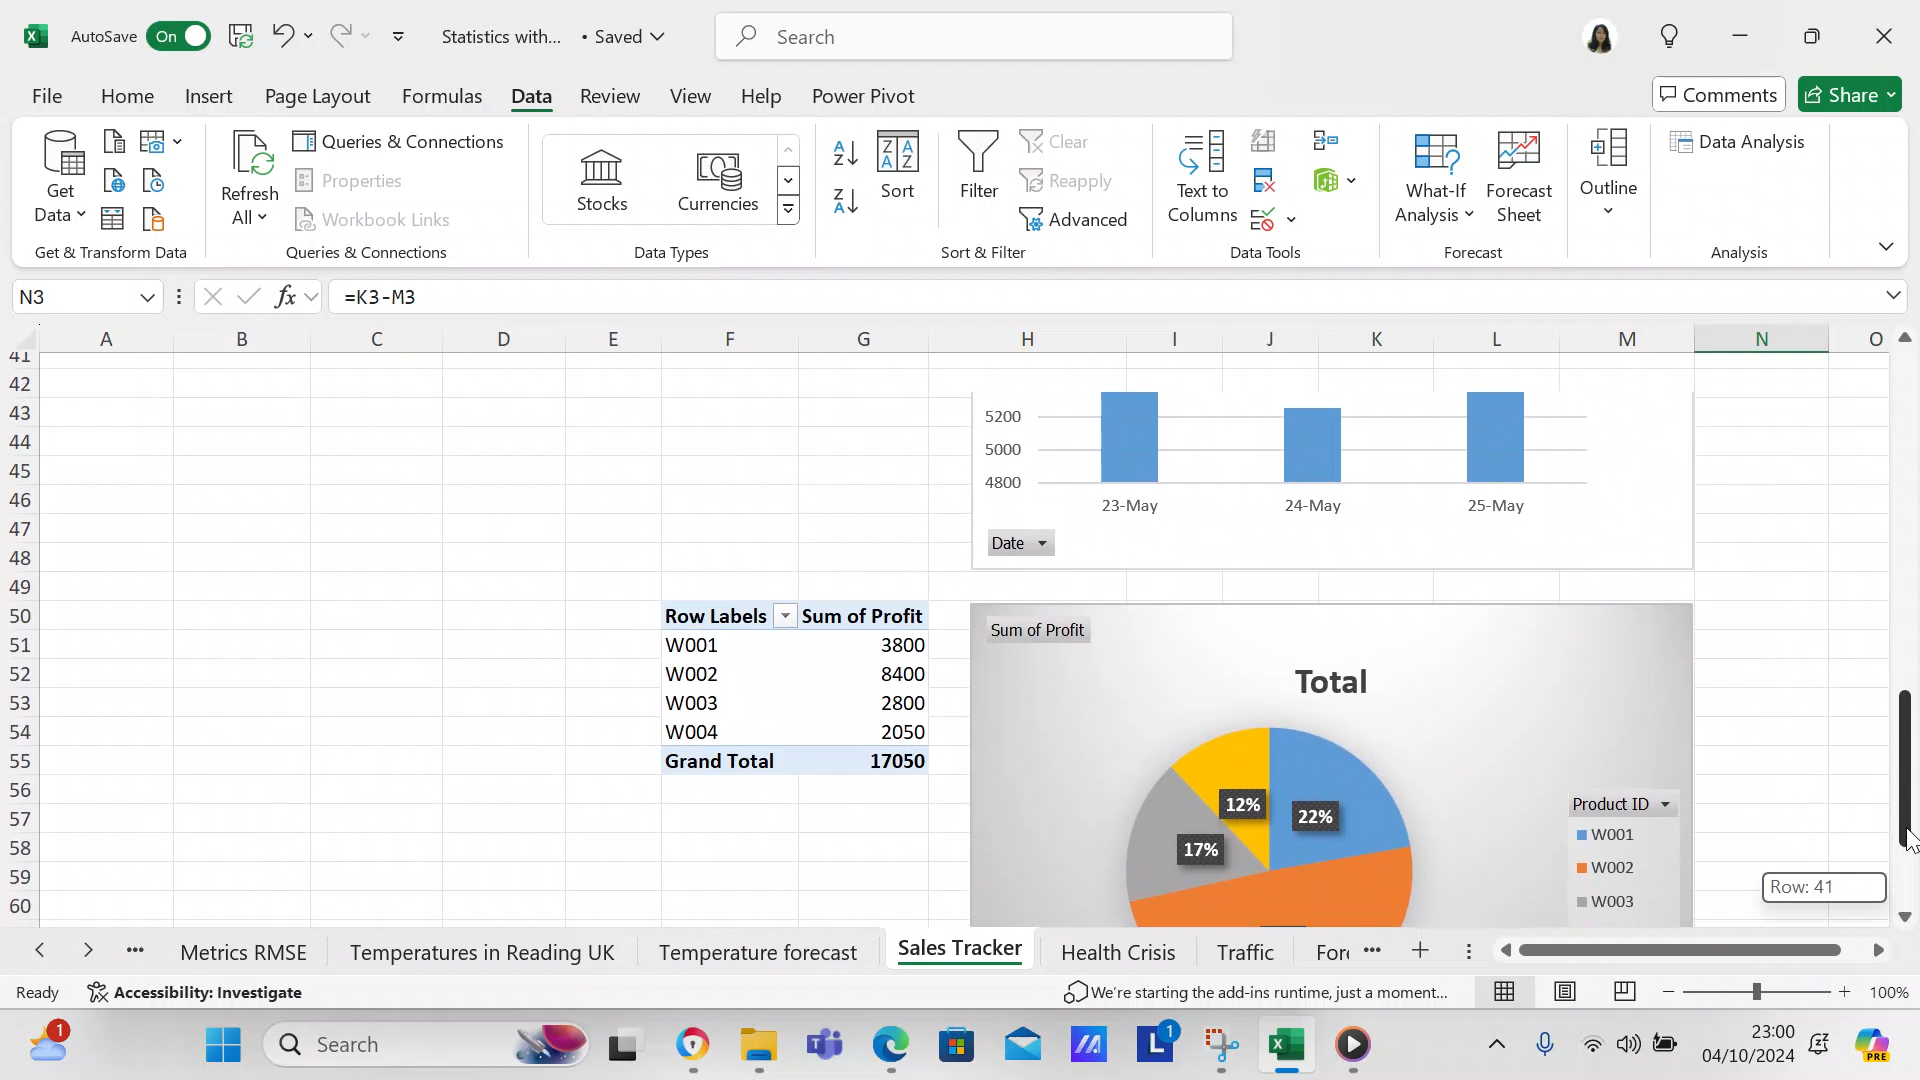 AutoSave On Statistics with... • Saved Search
File Home Insert Page Layout Formulas Data Review View Help Power Pivot Comments Share
Get Data
Get & Transform Data
Refresh All
Queries & Connections
Properties
Workbook Links
Queries & Connections
Stocks Currencies
Data Types
Sort
Filter
Clear
Reapply
Advanced
Sort & Filter
Text to Columns
Data Tools
What-If Analysis
Forecast Sheet
Forecast
Outline
Data Analysis
Analysis
N3 fx =K3-M3
A B C D E F G H I J K L M N O
41
42
43
44
45
46
47
48
49
50
51
52
53
54
55
56
57
58
59
60
5200
5000
4800
23-May 24-May 25-May
Date
Row Labels Sum of Profit
W001 3800
W002 8400
W003 2800
W004 2050
Grand Total 17050
Sum of Profit
Total
12%
22%
17%
Product ID
W001
W002
W003
Row: 41
Metrics RMSE Temperatures in Reading UK Temperature forecast Sales Tracker Health Crisis Traffic Fore
Ready Accessibility: Investigate We're starting the add-ins runtime, just a moment... 100%
1 Search 1 23:00
04/10/2024
PRE